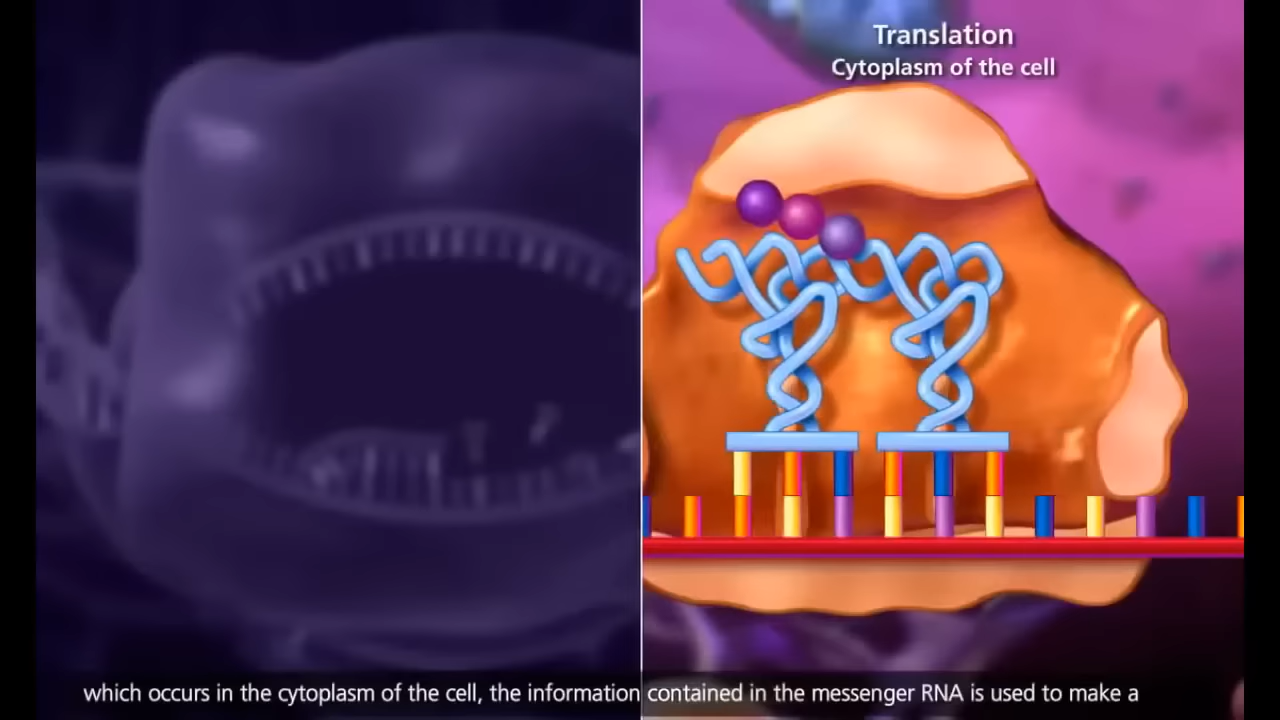 Translation
Cytoplasm of the cell
which occurs in the cytoplasm of the cell, the information contained in the messenger RNA is used to make a